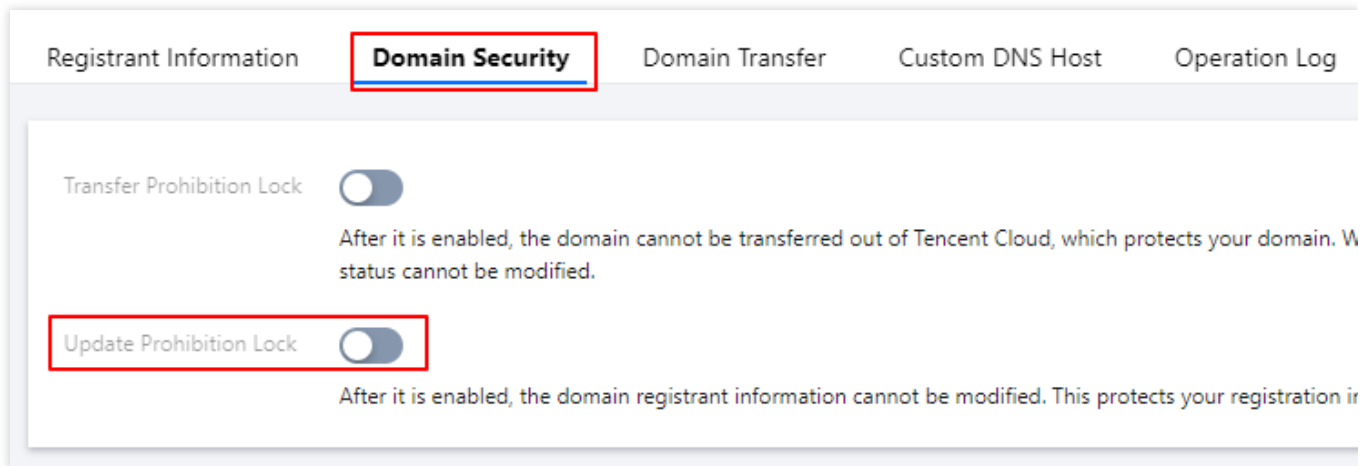 Registrant Information Domain Security Domain Transfer Custom DNS Host Operation Log
Transfer Prohibition Lock
After it is enabled, the domain cannot be transferred out of Tencent Cloud, which protects your domain.
status cannot be modified.
Update Prohibition Lock
After it is enabled, the domain registrant information cannot be modified. This protects your registration